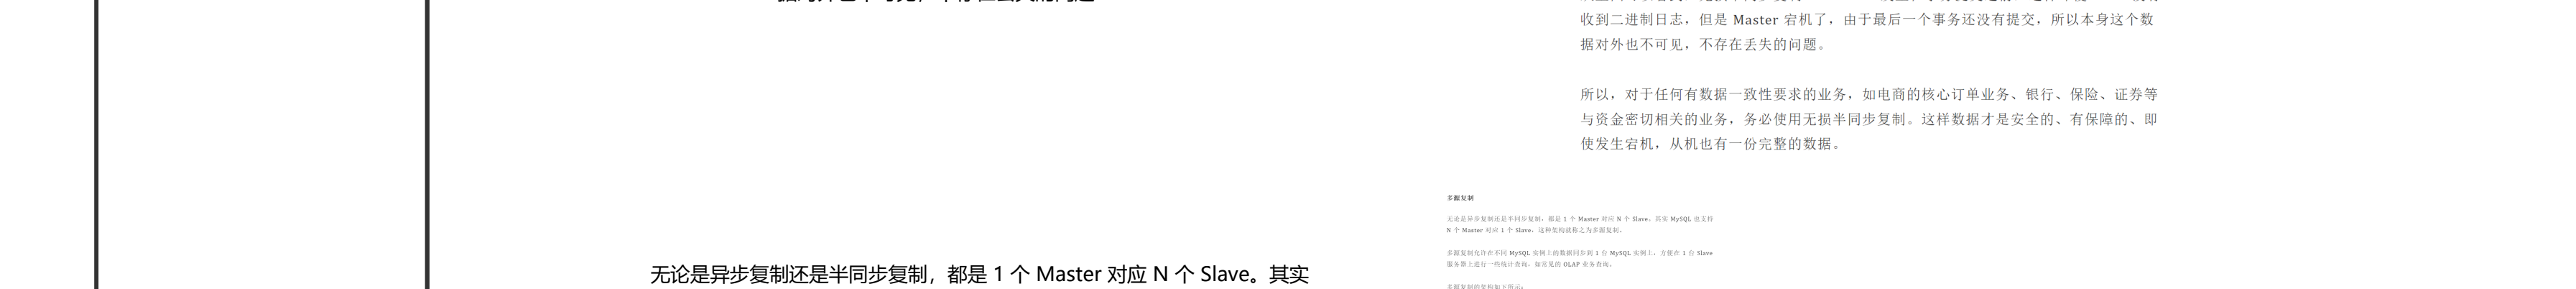 收到二进制日志，但是 Master 宕机了，由于最后一个事务还没有提交，所以本身这个数
据对外也不可见，不存在丢失的问题。
所以，对于任何有数据一致性要求的业务，如电商的核心订单业务、银行、保险、证券等
与资金密切相关的业务，务必使用无损半同步复制。这样数据才是安全的、有保障的、即
使发生宕机，从机也有一份完整的数据。
多源复制
无论是异步复制还是半同步复制，都是 1 个 Master 对应 N 个 Slave。其实 MySQL 也支持
N 个 Master 对应 1 个 Slave，这种架构就称之为多源复制。
多源复制允许在不同 MySQL 实例上的数据同步到 1 台 MySQL 实例上，方便在 1 台 Slave
服务器上进行一些统计查询，如常见的 OLAP 业务查询。
多源复制的架构如下所示：
无论是异步复制还是半同步复制，都是 1 个 Master 对应 N 个 Slave。其实